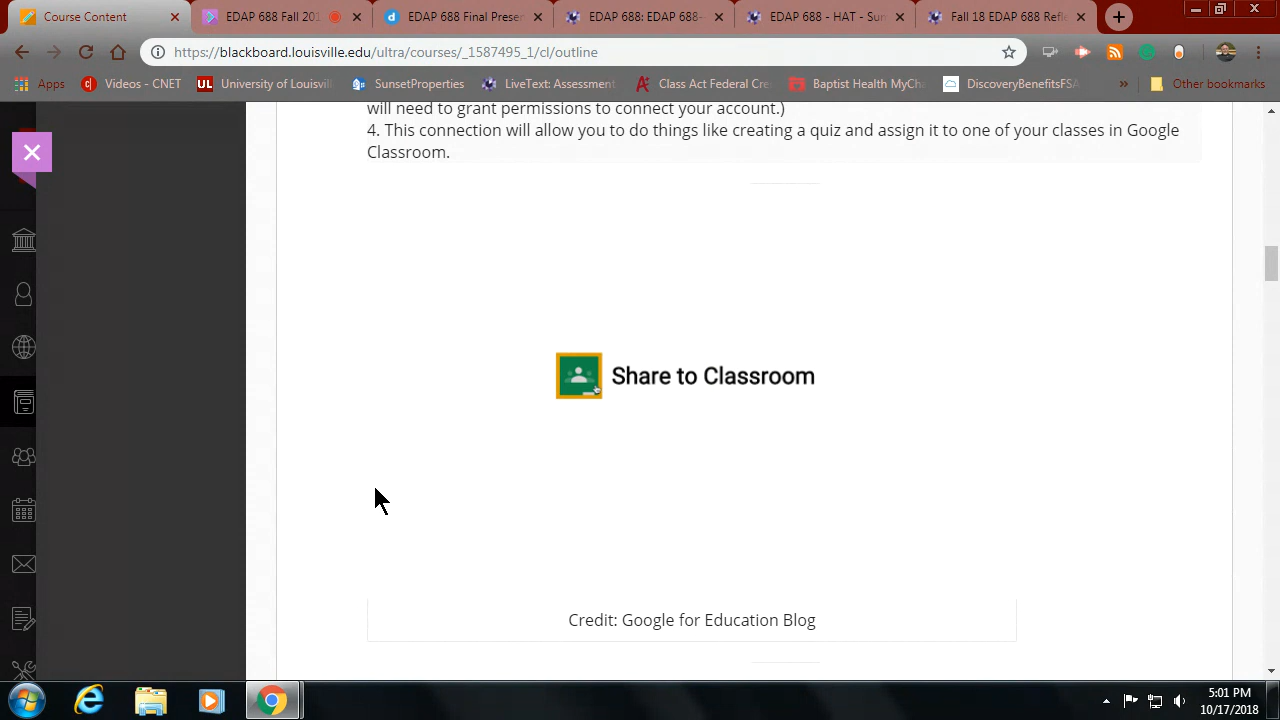 Course Content
EDAP 688 Fall 201
EDAP 688 Final Presen
EDAP 688: EDAP 688-
EDAP 688 - HAT - Sun
Fall 18 EDAP 688 Refle
https://blackboard.louisville.edu/ultra/courses/_1587495_1/cl/outline
Apps
Videos - CNET
UL University of Louisvill
SunsetProperties
LiveText: Assessment
Class Act Federal Cre
Baptist Health MyCha
DiscoveryBenefitsFSA
» Other bookmarks
will need to grant permissions to connect your account.)
4. This connection will allow you to do things like creating a quiz and assign it to one of your classes in Google
Classroom.
Share to Classroom
Credit: Google for Education Blog
5:01 PM
10/17/2018